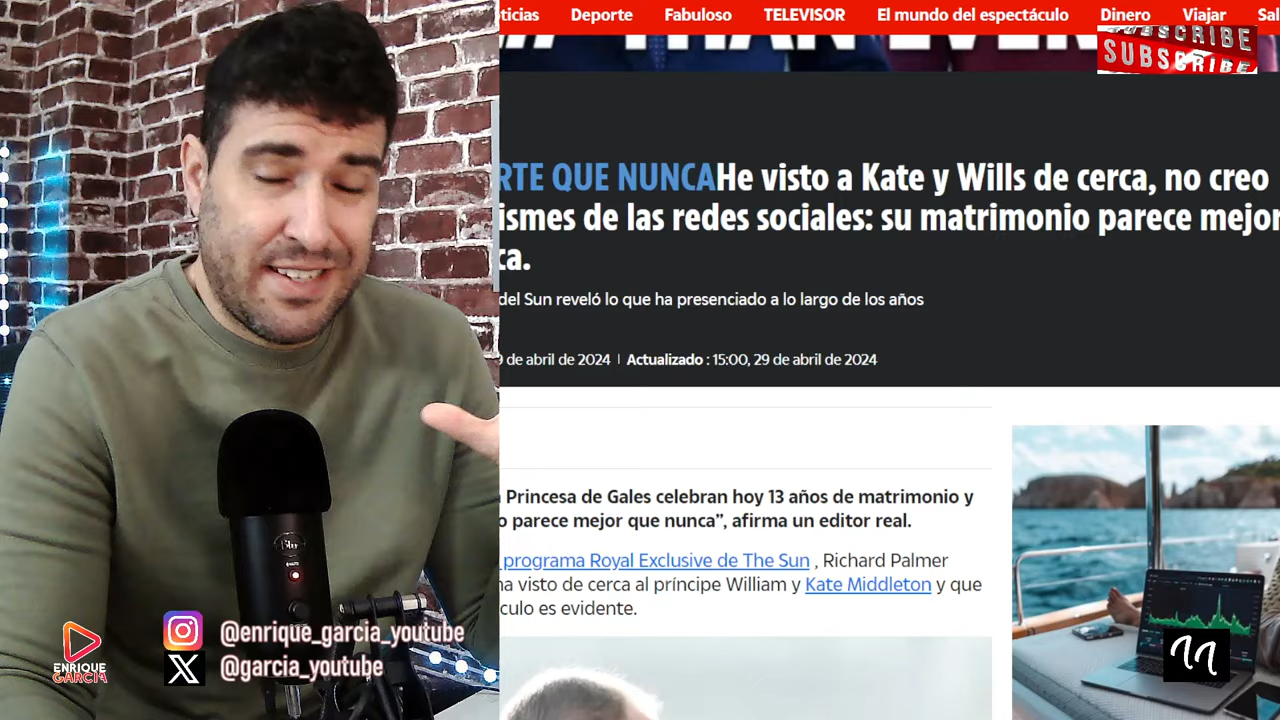 ticias Deporte Fabuloso TELEVISOR El mundo del espectáculo Dinero Viajar Sal
THAN EVER
SUBSCRIBE
SUBSCRIBE
RTE QUE NUNCAHe visto a Kate y Wills de cerca, no creo
ismes de las redes sociales: su matrimonio parece mejor
ca.
del Sun reveló lo que ha presenciado a lo largo de los años
de abril de 2024 | Actualizado : 15:00, 29 de abril de 2024
Princesa de Gales celebran hoy 13 años de matrimonio y
o parece mejor que nunca”, afirma un editor real.
programa Royal Exclusive de The Sun , Richard Palmer
ha visto de cerca al príncipe William y Kate Middleton y que
culo es evidente.
Blue
ENRIQUE
GARCIA
@enrique_garcia_youtube
@garcia_youtube